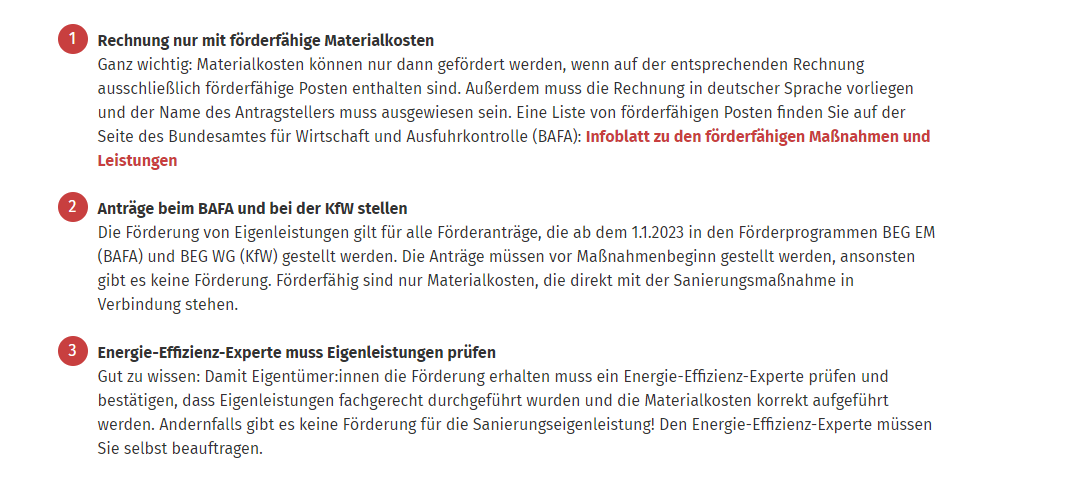 1 Rechnung nur mit förderfähige Materialkosten
Ganz wichtig: Materialkosten können nur dann gefördert werden, wenn auf der entsprechenden Rechnung
ausschließlich förderfähige Posten enthalten sind. Außerdem muss die Rechnung in deutscher Sprache vorliegen
und der Name des Antragstellers muss ausgewiesen sein. Eine Liste von förderfähigen Posten finden Sie auf der
Seite des Bundesamtes für Wirtschaft und Ausfuhrkontrolle (BAFA): Infoblatt zu den förderfähigen Maßnahmen und
Leistungen
2 Anträge beim BAFA und bei der KfW stellen
Die Förderung von Eigenleistungen gilt für alle Förderanträge, die ab dem 1.1.2023 in den Förderprogrammen BEG EM
(BAFA) und BEG WG (KfW) gestellt werden. Die Anträge müssen vor Maßnahmenbeginn gestellt werden, ansonsten
gibt es keine Förderung. Förderfähig sind nur Materialkosten, die direkt mit der Sanierungsmaßnahme in
Verbindung stehen.
3 Energie-Effizienz-Experte muss Eigenleistungen prüfen
Gut zu wissen: Damit Eigentümer:innen die Förderung erhalten muss ein Energie-Effizienz-Experte prüfen und
bestätigen, dass Eigenleistungen fachgerecht durchgeführt wurden und die Materialkosten korrekt aufgeführt
werden. Andernfalls gibt es keine Förderung für die Sanierungseigenleistung! Den Energie-Effizienz-Experte müssen
Sie selbst beauftragen.